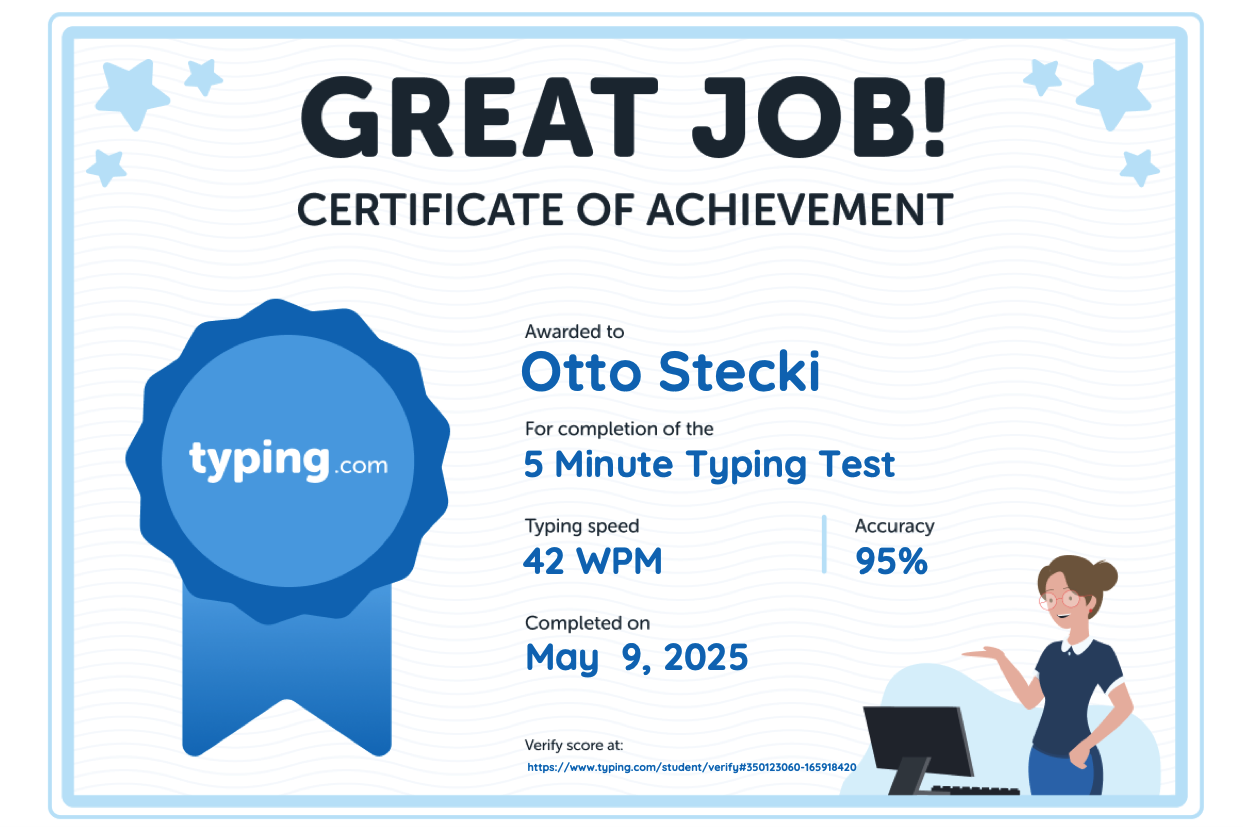 GREAT JOB!
CERTIFICATE OF ACHIEVEMENT
typing.com
Awarded to
Otto Stecki
For completion of the
5 Minute Typing Test
Typing speed
42 WPM
Accuracy
95%
Completed on
May 9, 2025
Verify score at:
https://www.typing.com/student/verify#350123060-165918420